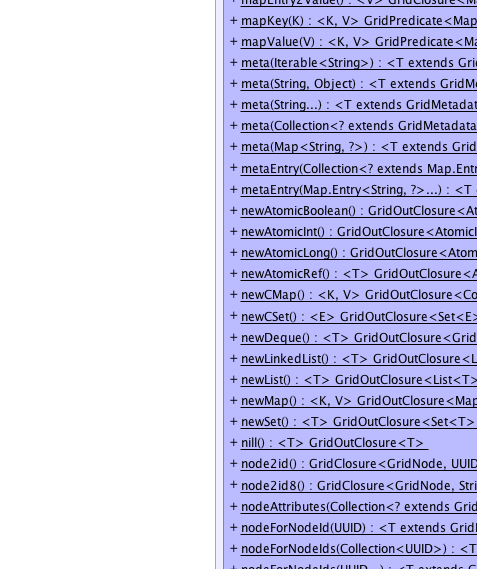 + mapEntry2Value() : <V> GridClosure<M
+ mapKey(K) : <K, V> GridPredicate<Map
+ mapValue(V) : <K, V> GridPredicate<Ma
+ meta(Iterable<String>) : <T extends Gri
+ meta(String, Object) : <T extends GridMe
+ meta(String...) : <T extends GridMetadat
+ meta(Collection<? extends GridMetadata
+ meta(Map<String, ?>) : <T extends Grid
+ metaEntry(Collection<? extends Map.Entr
+ metaEntry(Map.Entry<String, ?>...) : <T
+ newAtomicBoolean() : GridOutClosure<At
+ newAtomicInt() : GridOutClosure<AtomicI
+ newAtomicLong() : GridOutClosure<Atom
+ newAtomicRef() : <T> GridOutClosure<A
+ newCMap() : <K, V> GridOutClosure<Co
+ newCSet() : <E> GridOutClosure<Set<E>
+ newDeque() : <T> GridOutClosure<Grid
+ newLinkedList() : <T> GridOutClosure<L
+ newList() : <T> GridOutClosure<List<T>
+ newMap() : <K, V> GridOutClosure<Map
+ newSet() : <T> GridOutClosure<Set<T>
+ nill() : <T> GridOutClosure<T>
+ node2id() : GridClosure<GridNode, UUID
+ node2id8() : GridClosure<GridNode, Stri
+ nodeAttributes(Collection<? extends Grid
+ nodeForNodeId(UUID) : <T extends GridN
+ nodeForNodeIds(Collection<UUID>) : <T
+ nodeForNodeIds(UUID...) : <T extends G